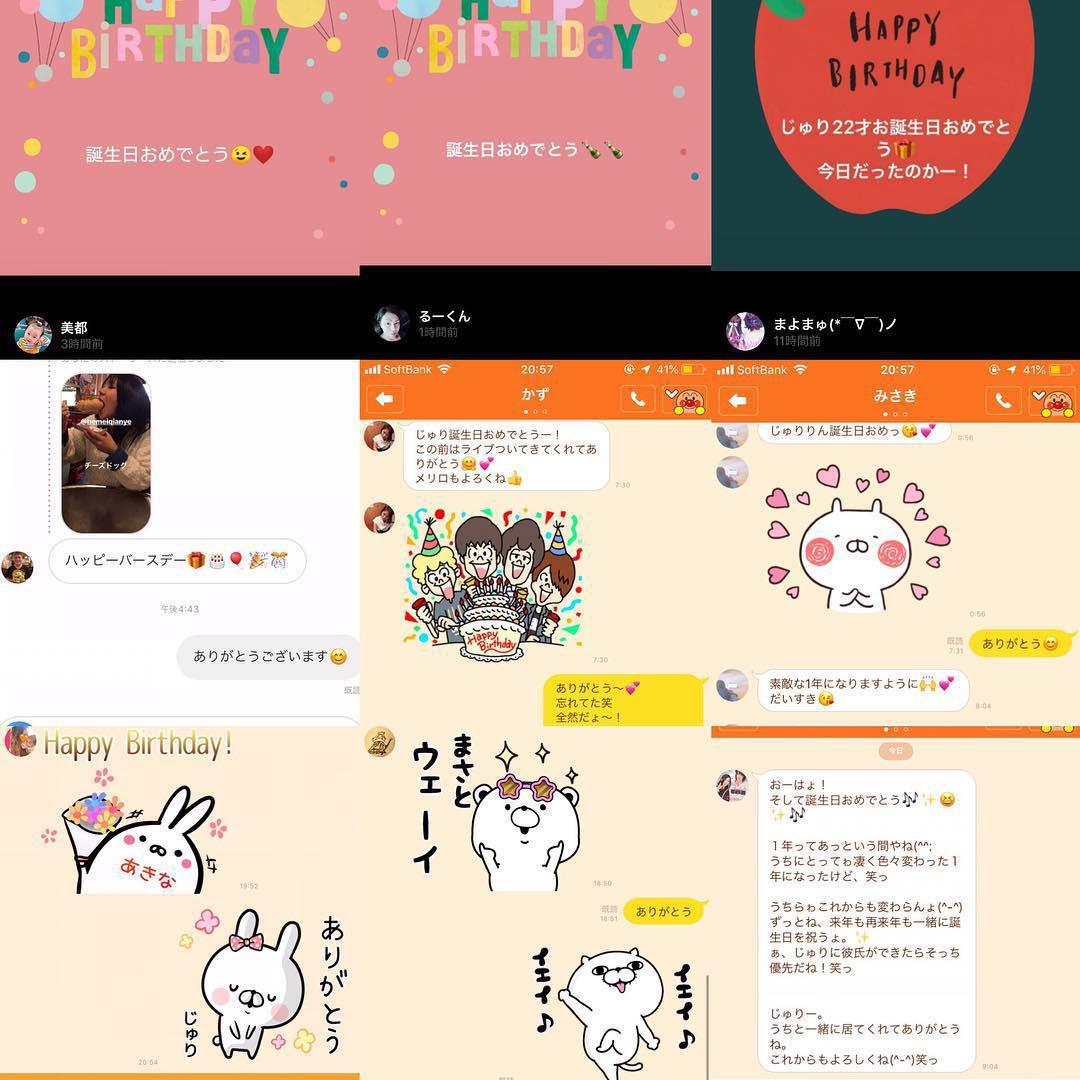 Happy
BiRTHDaY
誕生日おめでとう😉❤️
美都
3時間前
Happy
BiRTHDaY
誕生日おめでとう🍾🍾
るーくん
1時間前
HAPPY
BIRTHDAY
じゅり22才お誕生日おめでと
う🎁
今日だったのかー！
まよまゅ(*￣∇￣)ノ
11時間前
@hemeiqianye
チーズドッグ
ハッピーバースデー🎁🎂🎈🎉🎊
午後4:43
ありがとうございます😊
既読
SoftBank 20:57 41%
かず
じゅり誕生日おめでとうー！
この前はライブついてきてくれてあ
りがとう🤗💕
メリロもよろくね👍
7:30
Happy
Birthday
7:30
ありがとう〜💕
忘れてた笑
全然だょ〜！
SoftBank 20:57 41%
みさき
じゅりりん誕生日おめっ😘💕
0:56
0:56
既読
7:31
ありがとう😊
素敵な1年になりますように🙌💕
だいすき😘
8:04
Happy Birthday!
あきな
19:52
ありがとう
じゅり
20:54
まさと
ウェーイ
18:50
既読
18:51
ありがとう
イエイ♪
イエイ♪
今日
おーはょ！
そして誕生日おめでとう🎶✨😆
✨🎶
１年ってあっという間やね(^^;
うちにとってゎ凄く色々変わった１
年になったけど、笑っ
うちらゎこれからも変わらんょ(^-^)
ずっとね、来年も再来年も一緒に誕
生日を祝うょ。✨
ぁ、じゅりに彼氏ができたらそっち
優先だね！笑っ
じゅりー。
うちと一緒に居てくれてありがとう
ね。
これからもよろしくね(^-^)笑っ
9:04